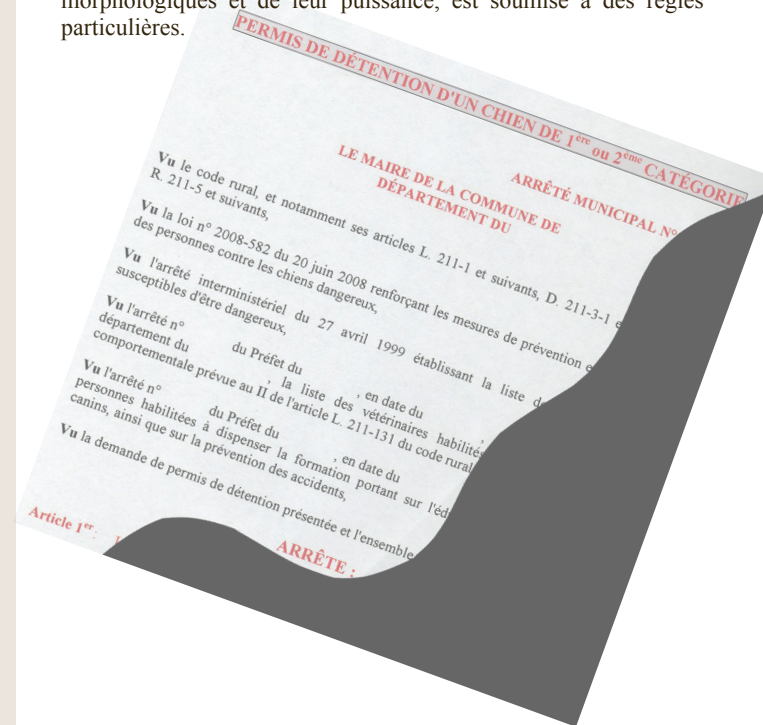 morphologiques et de leur puissance, est soumise à des règles
particulières.
PERMIS DE DÉTENTION D'UN CHIEN DE 1ère ou 2ème CATÉGORIE
ARRÊTÉ MUNICIPAL N°
LE MAIRE DE LA COMMUNE DE
DÉPARTEMENT DU
Vu le code rural, et notamment ses articles L. 211-1 et suivants, D. 211-3-1
R. 211-5 et suivants,
Vu la loi n° 2008-582 du 20 juin 2008 renforçant les mesures de prévention
des personnes contre les chiens dangereux,
Vu l'arrêté interministériel du 27 avril 1999 établissant la liste
susceptibles d'être dangereux,
Vu l'arrêté n° du Préfet du , en date du ,
département du , la liste des vétérinaires habilités
comportementale prévue au II de l'article L. 211-131 du code rural
Vu l'arrêté n° du Préfet du , en date du
personnes habilitées à dispenser la formation portant sur
canins, ainsi que sur la prévention des accidents,
Vu la demande de permis de détention présentée et l'ensemble
ARRÊTE :
Article 1er: